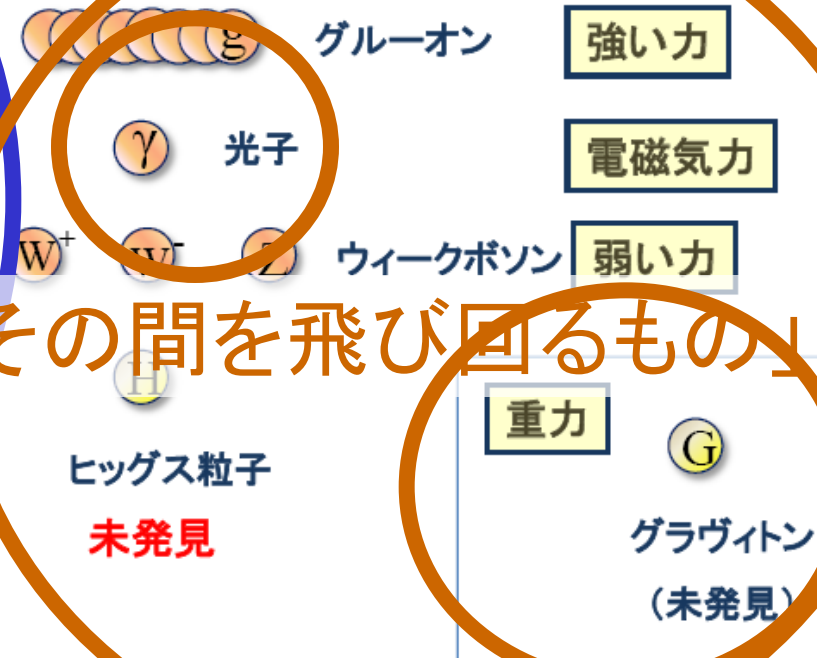 g グルーオン 強い力
γ 光子 電磁気力
W+ W- Z ウィークボソン 弱い力
その間を飛び回るもの」
H
重力 G
ヒッグス粒子
グラヴィトン
未発見
(未発見)